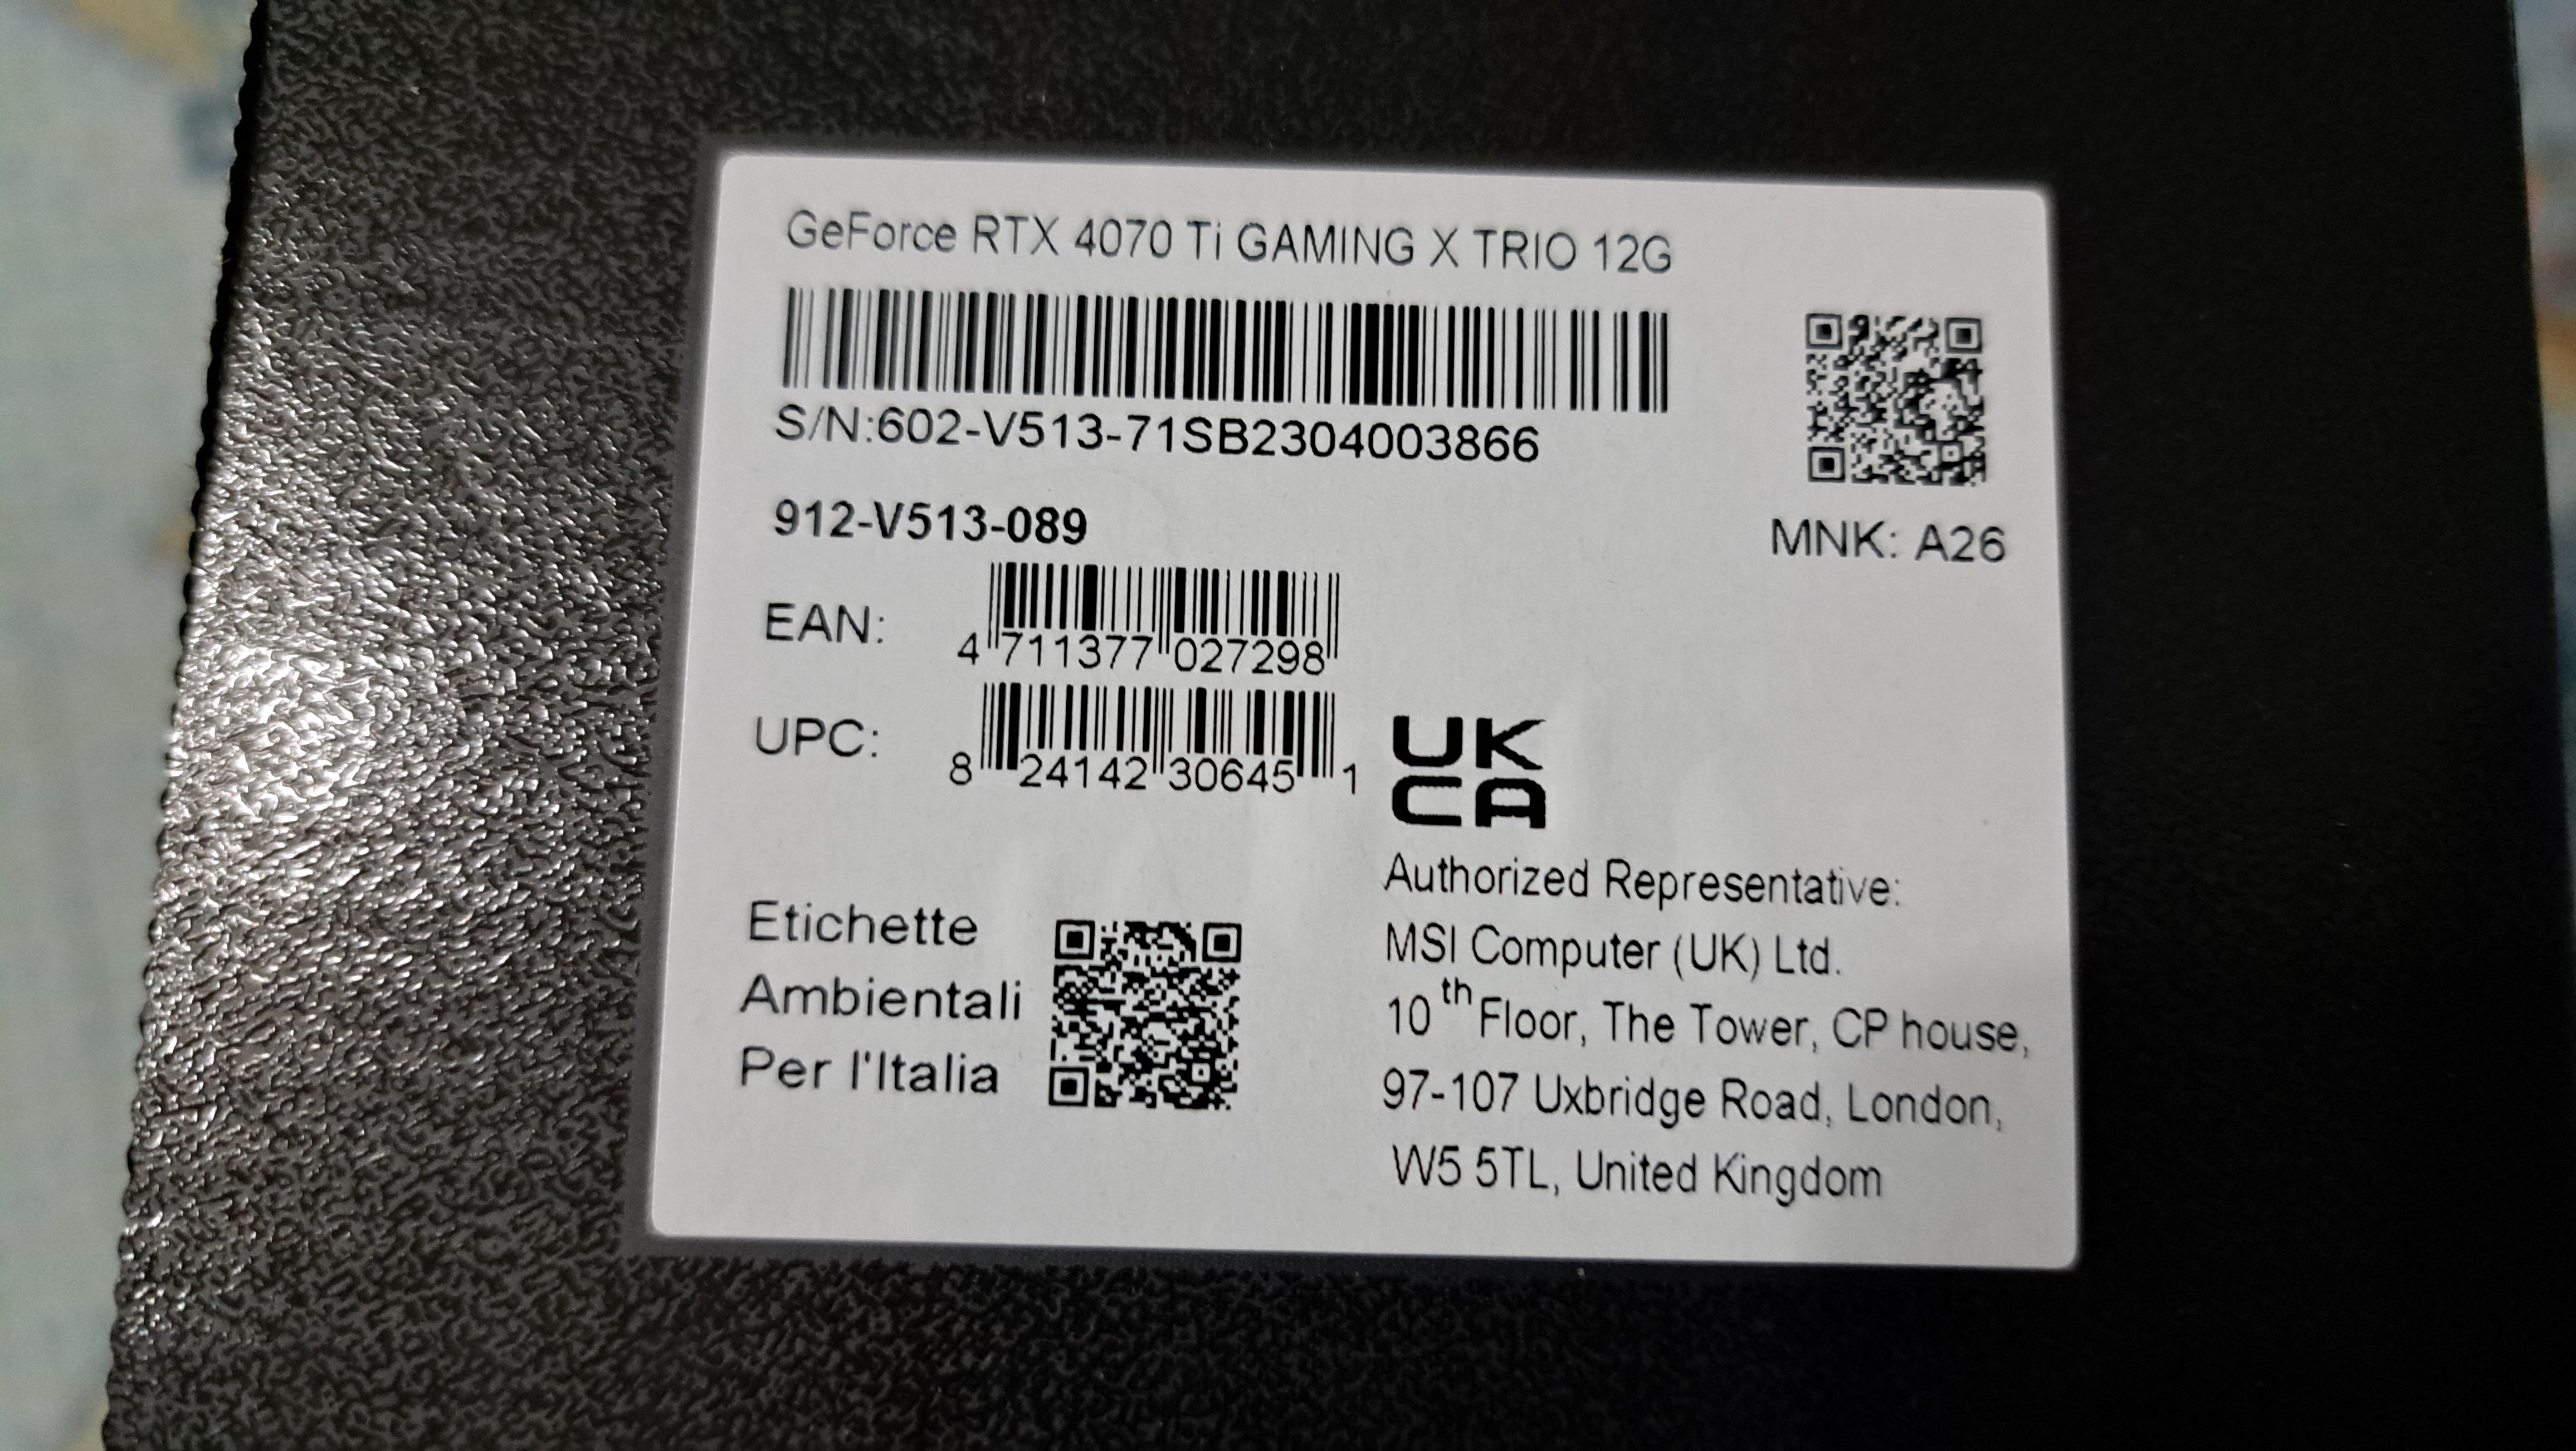 GeForce RTX 4070 Ti GAMING X TRIO 12G
S/N:602-V513-71SB2304003866
912-V513-089
MNK: A26
EAN:
4 711377 027298
UPC:
8 24142 30645 1
UK
CA
Etichette
Ambientali
Per l'Italia
Authorized Representative:
MSI Computer (UK) Ltd.
10th Floor, The Tower, CP house,
97-107 Uxbridge Road, London,
W5 5TL, United Kingdom